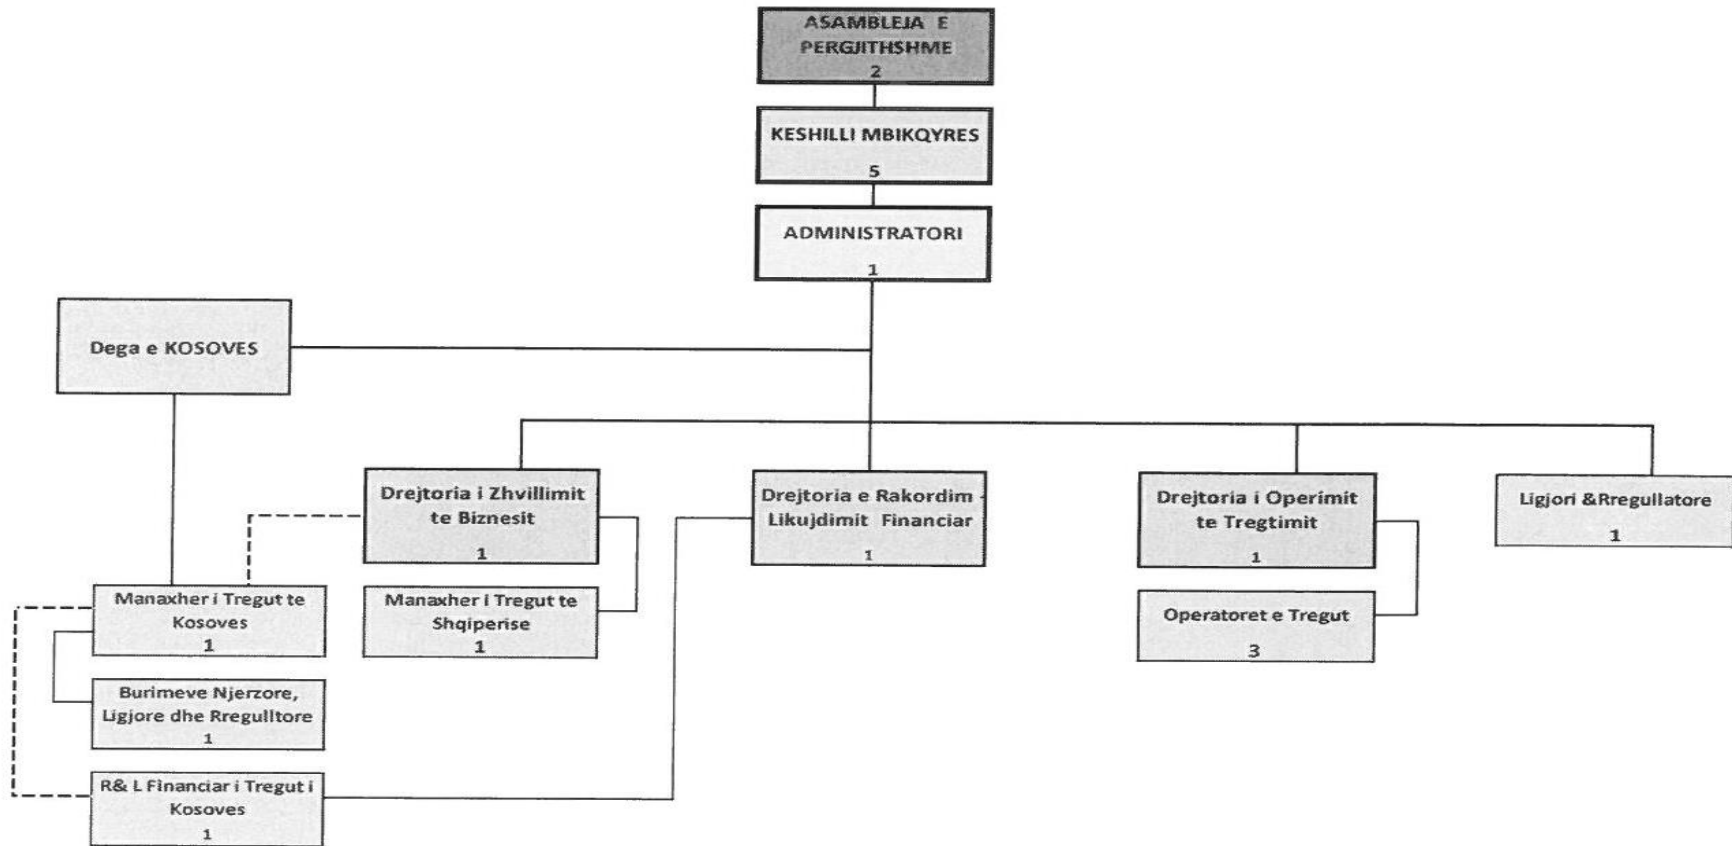 ASAMBLEJA E
PERGJITHSHME
2
KESHILLI MBIKQYRES
5
ADMINISTRATORI
1
Dega e KOSOVES
Drejtoria i Zhvillimit
te Biznesit
1
Drejtoria e Rakordim -
Likujdimit Financiar
1
Drejtoria i Operimit
te Tregtimit
1
Ligjori &Rregullatore
1
Manaxher i Tregut te
Kosoves
1
Manaxher i Tregut te
Shqiperise
1
Operatoret e Tregut
3
Burimeve Njerzore,
Ligjore dhe Rregulltore
1
R& L Financiar i Tregut i
Kosoves
1